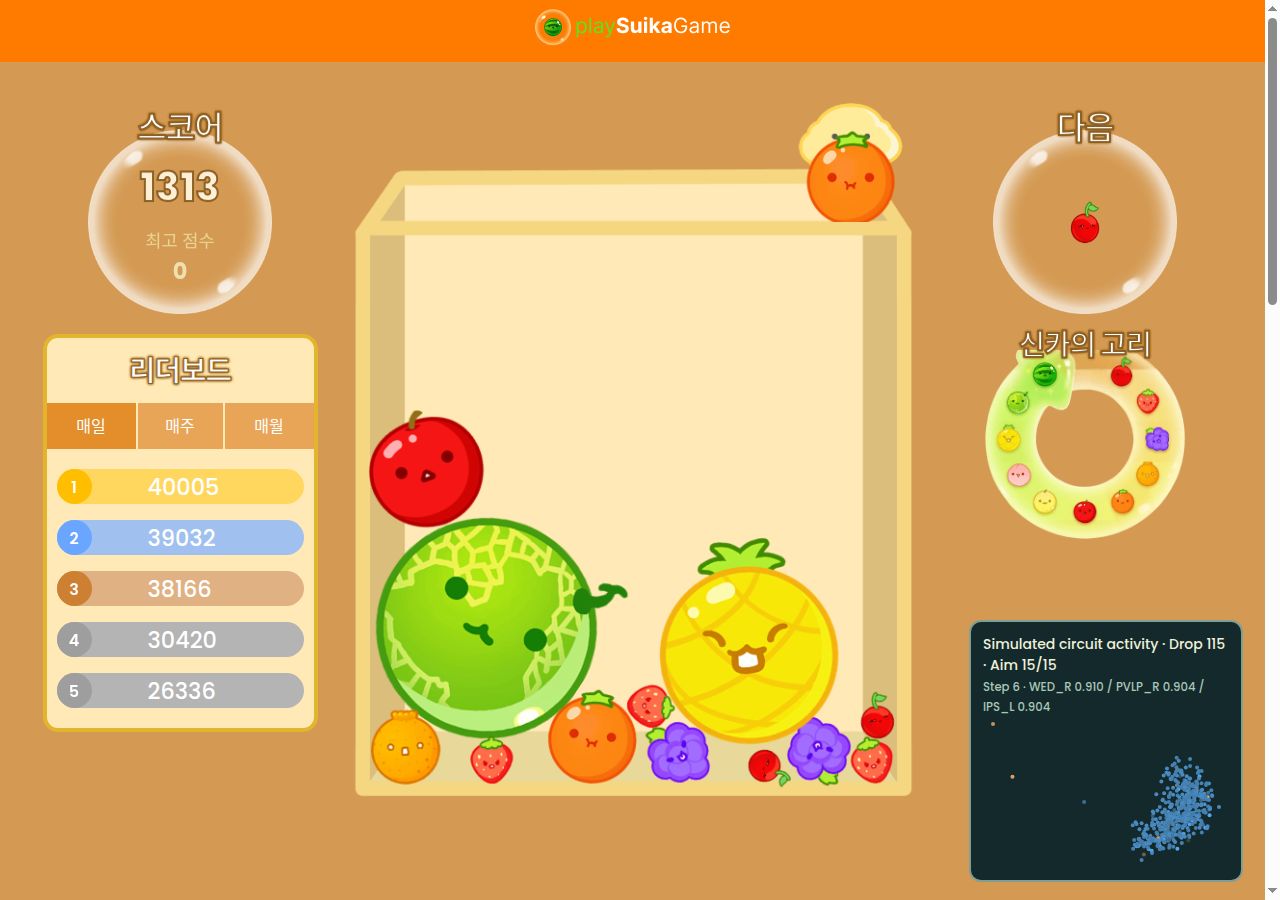 playSuikaGame
스코어
1313
최고 점수
0
리더보드
매일 매주 매월
1 40005
2 39032
3 38166
4 30420
5 26336
다음
신카의 고리
Simulated circuit activity · Drop 115
· Aim 15/15
Step 6 · WED_R 0.910 / PVLP_R 0.904 /
IPS_L 0.904